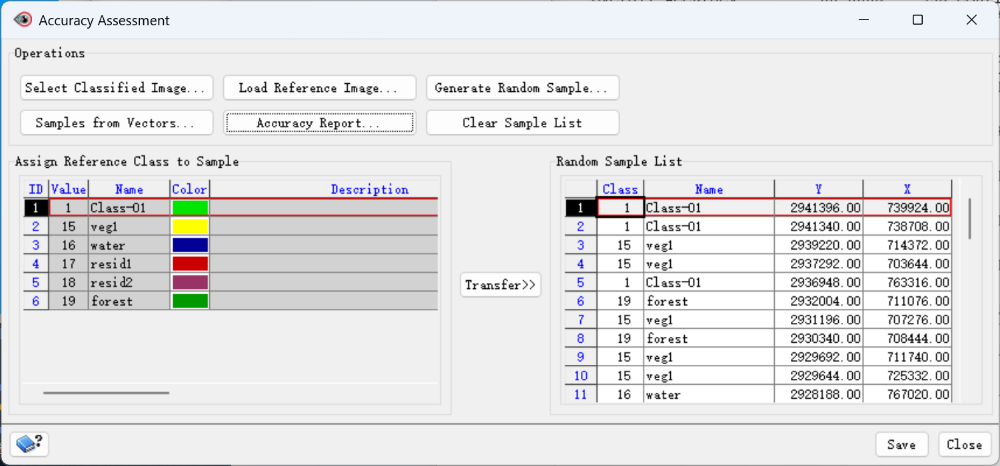 Accuracy Assessment
Operations
Select Classified Image... Load Reference Image... Generate Random Sample...
Samples from Vectors... Accuracy Report... Clear Sample List
Assign Reference Class to Sample
ID Value Name Color Description
1 1 Class-01
2 15 veg1
3 16 water
4 17 resid1
5 18 resid2
6 19 forest
Transfer>>
Random Sample List
Class Name Y X
1 1 Class-01 2941396.00 739924.00
2 1 Class-01 2941340.00 738708.00
3 15 veg1 2939220.00 714372.00
4 15 veg1 2937292.00 703644.00
5 1 Class-01 2936948.00 763316.00
6 19 forest 2932004.00 711076.00
7 15 veg1 2931196.00 707276.00
8 19 forest 2930340.00 708444.00
9 15 veg1 2929692.00 711740.00
10 15 veg1 2929644.00 725332.00
11 16 water 2928188.00 767020.00
?
Save Close